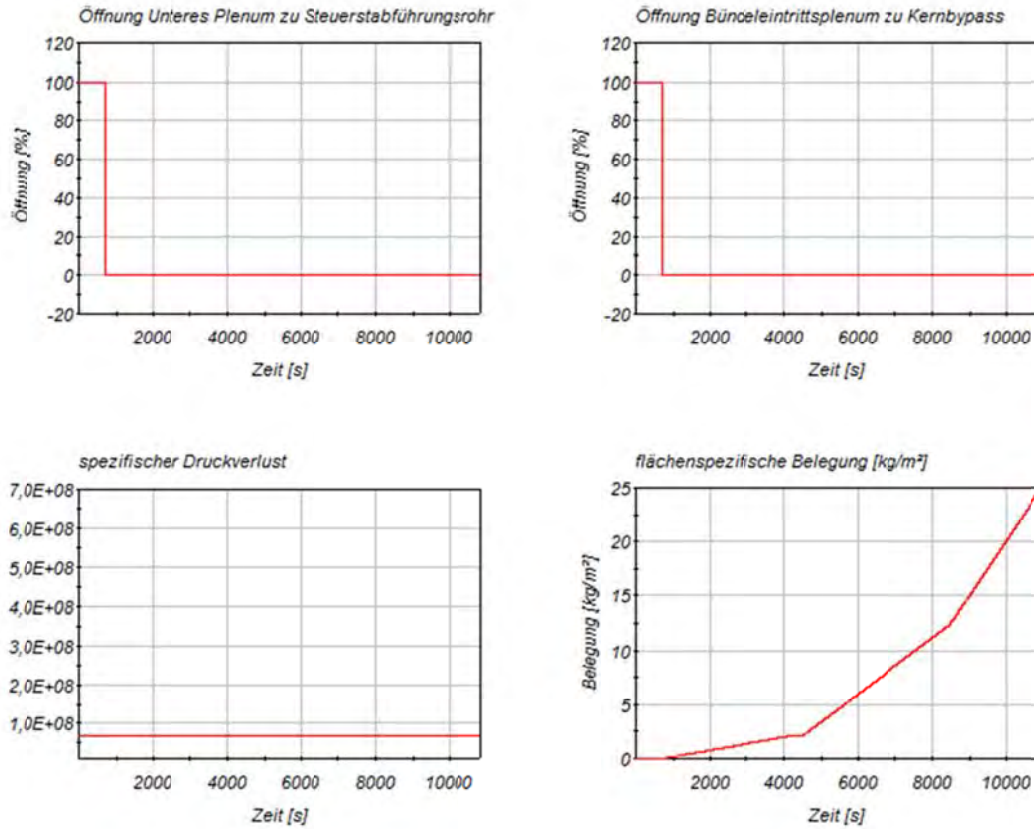 Öffnung Unteres Plenum zu Steuerstabführungsrohr
120
100
80
60
40
20
0
-20
Öffnung [%]
2000 4000 6000 8000 10000
Zeit [s]
Öffnung Bündeleintrittsplenum zu Kernbypass
120
100
80
60
40
20
0
-20
Öffnung [%]
2000 4000 6000 8000 10000
Zeit [s]
spezifischer Druckverlust
7,0E+08
6,0E+08
5,0E+08
4,0E+08
3,0E+08
2,0E+08
1,0E+08
2000 4000 6000 8000 10000
Zeit [s]
flächenspezifische Belegung [kg/m²]
25
20
15
10
5
0
Belegung [kg/m²]
2000 4000 6000 8000 10000
Zeit [s]